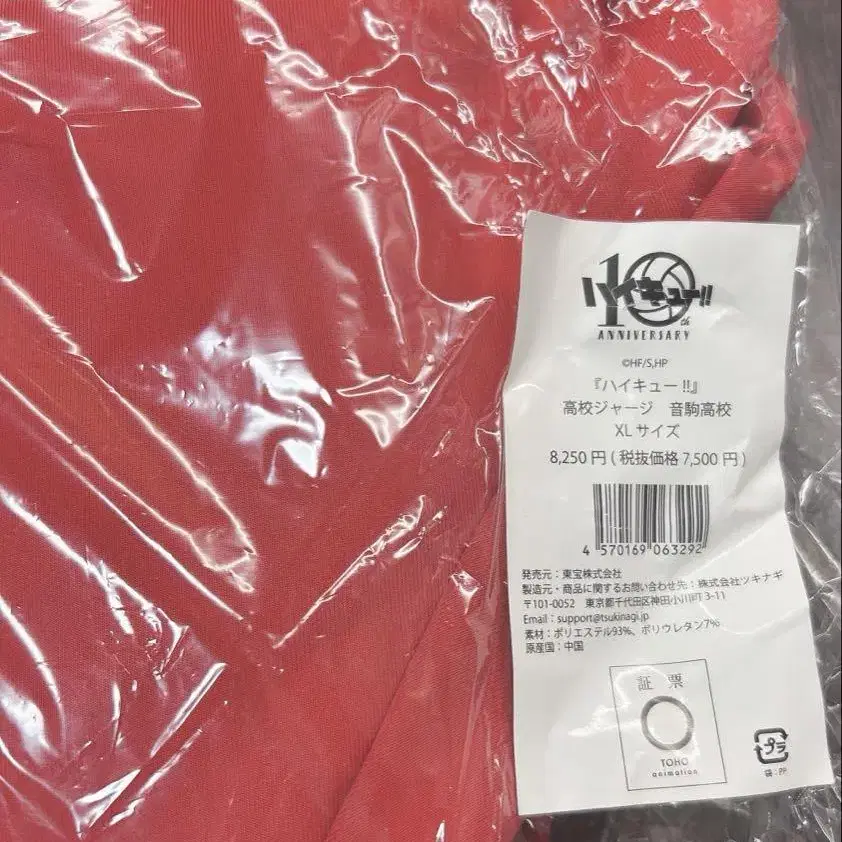 10th
ハイキュー!!
ANNIVERSARY
©HF/S,HP
『ハイキュー!!』
高校ジャージ 音駒高校
XLサイズ
8,250円(税抜価格7,500円)
4 570169 063292
発売元：東宝株式会社
製造元・商品に関するお問い合わせ先：株式会社ツキナギ
〒101-0052 東京都千代田区神田小川町3-11
Email：support@tsukinagi.jp
素材：ポリエステル93%、ポリウレタン7%
原産国：中国
証票
TOHO
animation
プラ
袋：PP